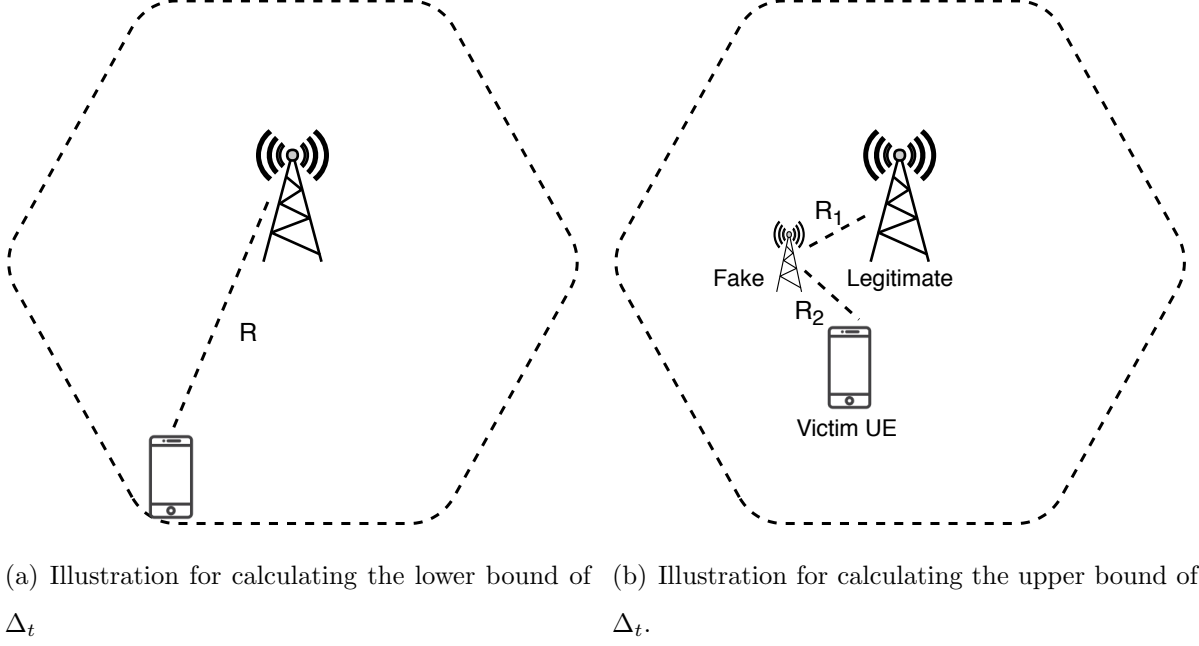 R
R₁
Fake
Legitimate
R₂
Victim UE
(a) Illustration for calculating the lower bound of
Δₜ
(b) Illustration for calculating the upper bound of
Δₜ.